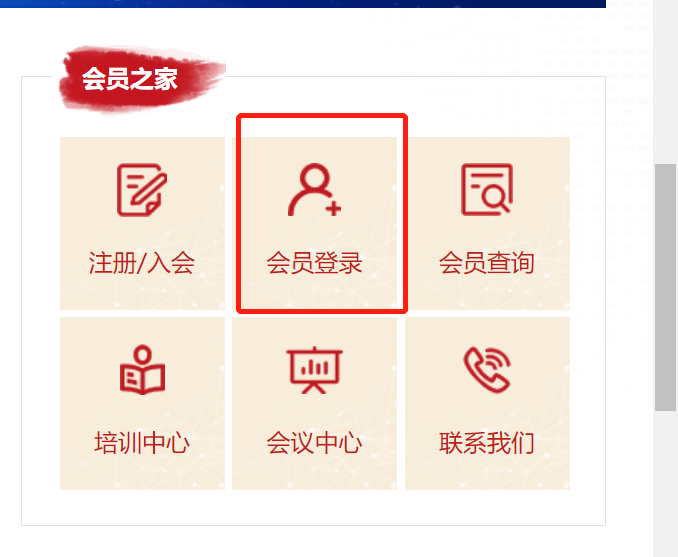 会员之家
注册/入会
会员登录
会员查询
培训中心
会议中心
联系我们